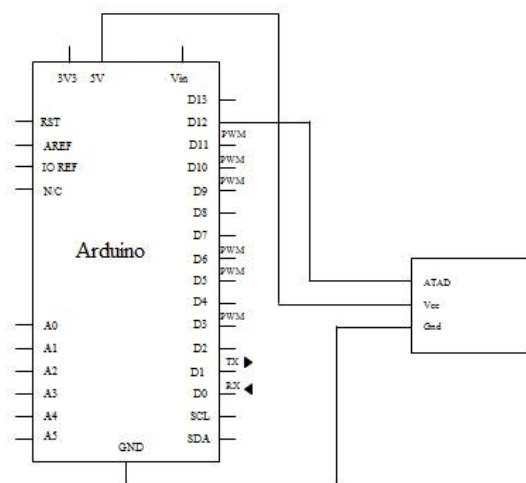 3V3 5V Vin
D13
RST D12
PWM
AREF D11
PWM
IO REF D10
PWM
N/C D9
D8
D7
Arduino
PWM
D6
PWM
D5
ATAD
D4
Vcc
PWM
A0 D3
Gnd
A1 D2
TX
A2 D1
RX
A3 D0
A4 SCL
A5 SDA
GND